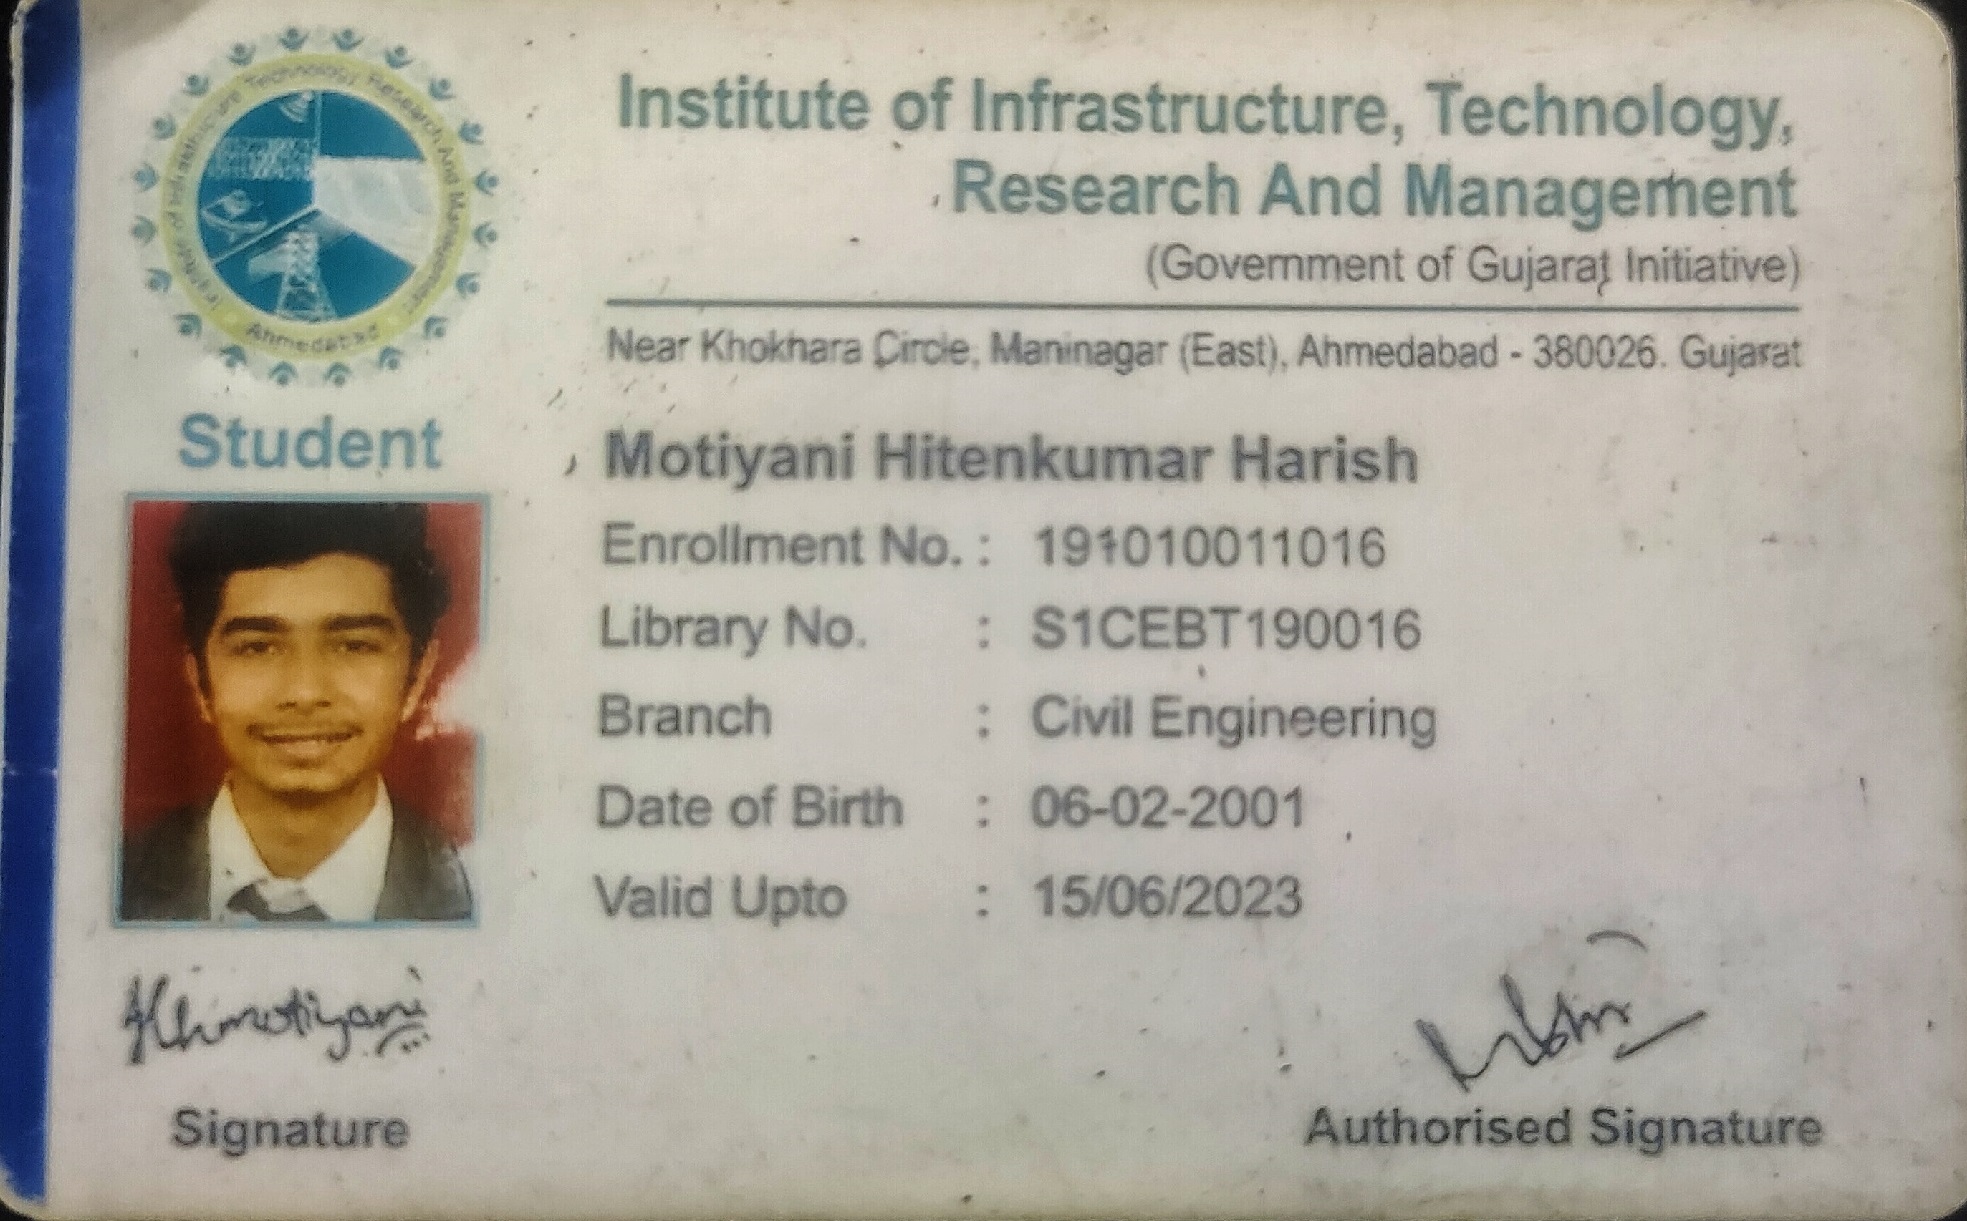 Institute of Infrastructure, Technology,
Research And Management
(Government of Gujarat Initiative)
Near Khokhara Circle, Maninagar (East), Ahmedabad - 380026. Gujarat
Institute of Infrastructure Technology Research And Management
Ahmedabad
Student
Motiyani Hitenkumar Harish
Enrollment No. : 191010011016
Library No. : S1CEBT190016
Branch : Civil Engineering
Date of Birth : 06-02-2001
Valid Upto : 15/06/2023
Signature
Authorised Signature